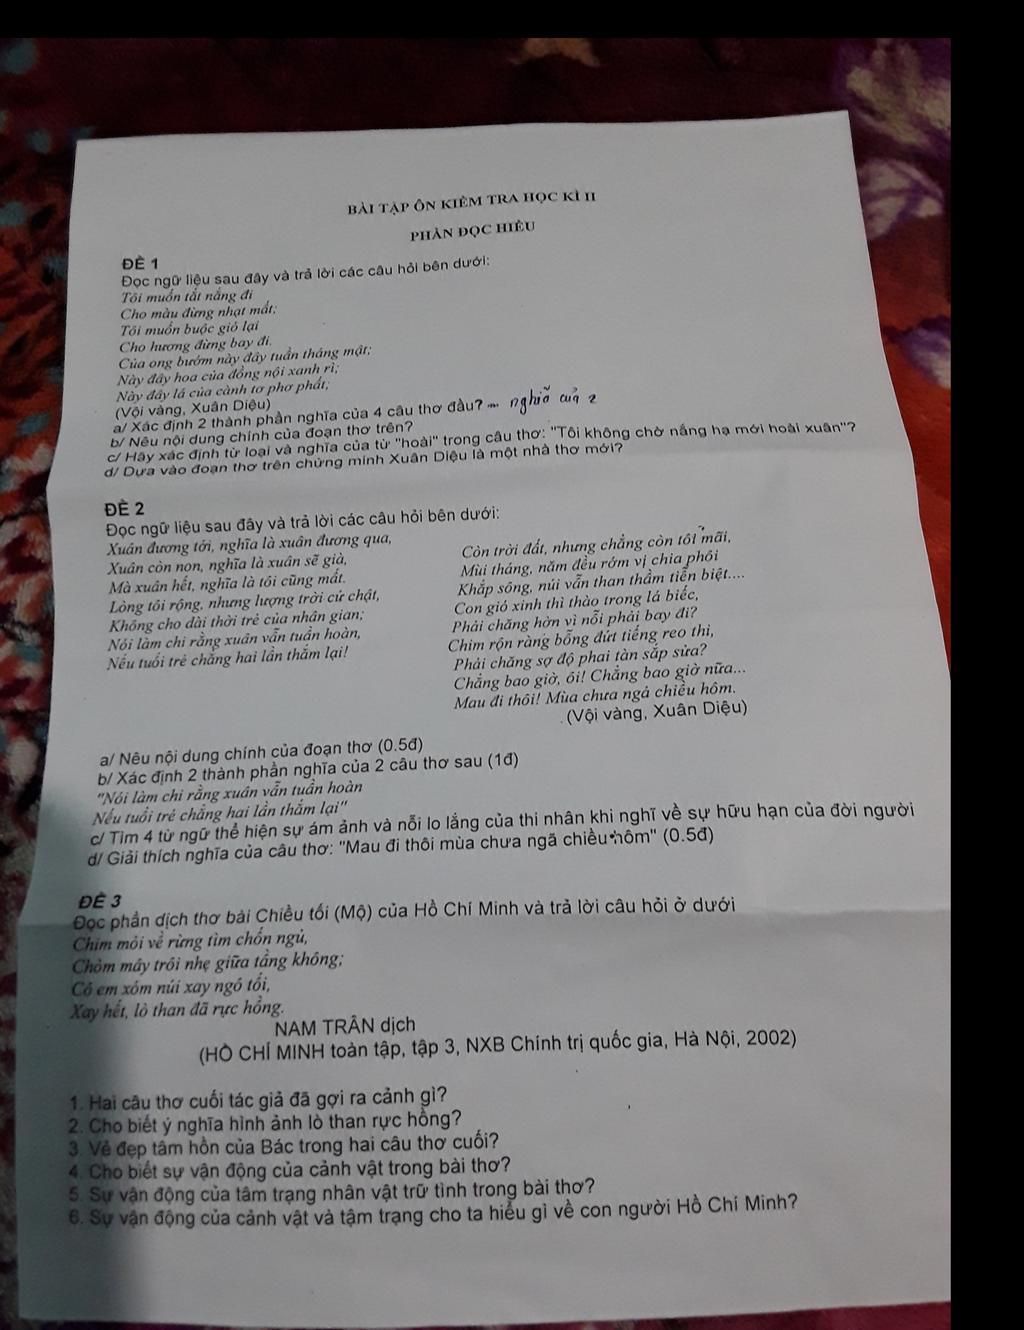 BÀI TẬP ÔN KIỂM TRA HỌC KÌ II
PHẦN ĐỌC HIỂU
ĐỀ 1
Đọc ngữ liệu sau đây và trả lời các câu hỏi bên dưới:
Tôi muốn tắt nắng đi
Cho màu đừng nhạt mất;
Tôi muốn buộc gió lại
Cho hương đừng bay đi.
Của ong bướm này đây tuần tháng mật;
Này đây hoa của đồng nội xanh rì;
Này đây lá của cành tơ phơ phất;
(Vội vàng, Xuân Diệu)
a/ Xác định 2 thành phần nghĩa của 4 câu thơ đầu? nghĩa của 2
b/ Nêu nội dung chính của đoạn thơ trên?
c/ Hãy xác định từ loại và nghĩa của từ "hoài" trong câu thơ: "Tôi không chờ nắng hạ mới hoài xuân"?
d/ Dựa vào đoạn thơ trên chứng minh Xuân Diệu là một nhà thơ mới?
ĐỀ 2
Đọc ngữ liệu sau đây và trả lời các câu hỏi bên dưới:
Xuân đương tới, nghĩa là xuân đương qua,
Xuân còn non, nghĩa là xuân sẽ già,
Mà xuân hết, nghĩa là tôi cũng mất.
Lòng tôi rộng, nhưng lượng trời cứ chật,
Không cho dài thời trẻ của nhân gian;
Nói làm chi rằng xuân vẫn tuần hoàn,
Nếu tuổi trẻ chẳng hai lần thắm lại!
Còn trời đất, nhưng chẳng còn tôi mãi,
Mùi tháng, năm đều rớm vị chia phôi
Khắp sông, núi vẫn than thầm tiễn biệt....
Con gió xinh thì thào trong lá biếc,
Phải chăng hờn vì nỗi phải bay đi?
Chim rộn ràng bỗng đứt tiếng reo thi,
Phải chăng sợ độ phai tàn sắp sửa?
Chẳng bao giờ, ôi! Chẳng bao giờ nữa...
Mau đi thôi! Mùa chưa ngả chiều hôm.
(Vội vàng, Xuân Diệu)
a/ Nêu nội dung chính của đoạn thơ (0.5đ)
b/ Xác định 2 thành phần nghĩa của 2 câu thơ sau (1đ)
"Nói làm chi rằng xuân vẫn tuần hoàn
Nếu tuổi trẻ chẳng hai lần thắm lại"
c/ Tìm 4 từ ngữ thể hiện sự ám ảnh và nỗi lo lắng của thi nhân khi nghĩ về sự hữu hạn của đời người
d/ Giải thích nghĩa của câu thơ: "Mau đi thôi mùa chưa ngã chiều hôm" (0.5đ)
ĐỀ 3
Đọc phần dịch thơ bài Chiều tối (Mộ) của Hồ Chí Minh và trả lời câu hỏi ở dưới
Chim mỏi về rừng tìm chốn ngủ,
Chòm mây trôi nhẹ giữa tầng không;
Cô em xóm núi xay ngô tối,
Xay hết, lò than đã rực hồng.
NAM TRÂN dịch
(HỒ CHÍ MINH toàn tập, tập 3, NXB Chính trị quốc gia, Hà Nội, 2002)
1. Hai câu thơ cuối tác giả đã gợi ra cảnh gì?
2. Cho biết ý nghĩa hình ảnh lò than rực hồng?
3. Vẻ đẹp tâm hồn của Bác trong hai câu thơ cuối?
4. Cho biết sự vận động của cảnh vật trong bài thơ?
5. Sự vận động của tâm trạng nhân vật trữ tình trong bài thơ?
6. Sự vận động của cảnh vật và tậm trạng cho ta hiểu gì về con người Hồ Chí Minh?